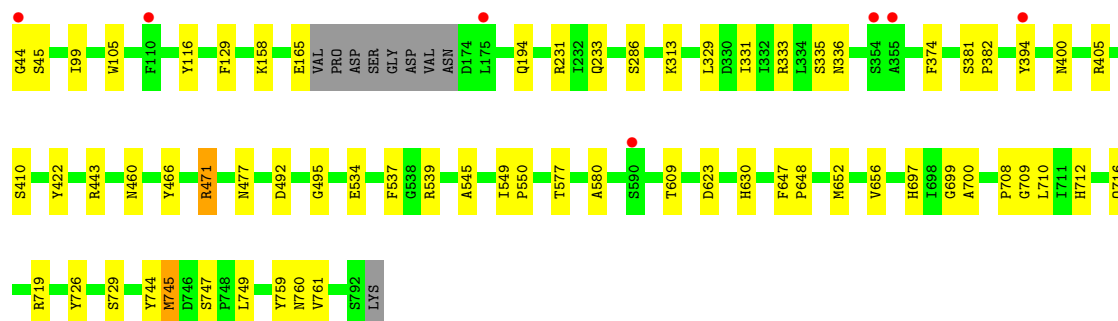 G44 S45 I99 W105 F110 Y116 F129 K158 E165 VAL PRO ASP SER GLY ASP VAL ASN D174 L175 Q194 R231 I232 Q233 S286 K313 L329 D330 I331 I332 R333 L334 S335 N336 S354 A355 F374 S381 P382 Y394 N400 R405
S410 Y422 R443 N460 Y466 R471 N477 D492 G495 E534 F537 G538 R539 A545 I549 P550 T577 A580 S590 T609 D623 H630 F647 P648 M652 V656 H697 I698 G699 A700 P708 G709 L710 I711 H712
R719 Y726 S729 Y744 M745 D746 S747 P748 L749 Y759 N760 V761 S792 LYS